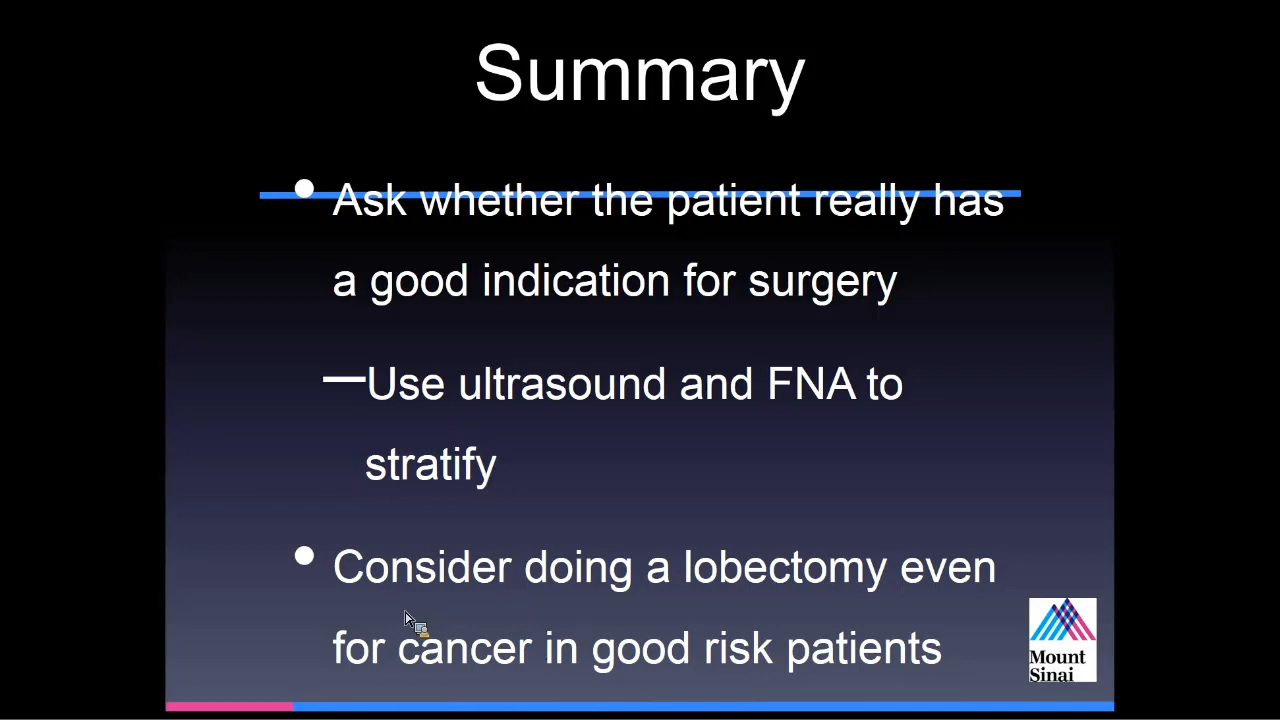 Summary
• Ask whether the patient really has
a good indication for surgery
–Use ultrasound and FNA to
stratify
• Consider doing a lobectomy even
for cancer in good risk patients
Mount
Sinai